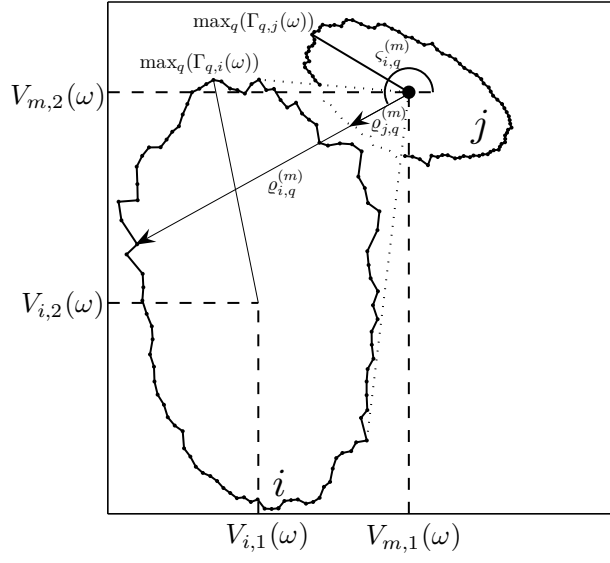 max_q(Γ_{q,j}(ω))
ς_{i,q}^{(m)}
max_q(Γ_{q,i}(ω))
V_{m,2}(ω)
ϱ_{j,q}^{(m)}
j
ϱ_{i,q}^{(m)}
V_{i,2}(ω)
i
V_{i,1}(ω) V_{m,1}(ω)